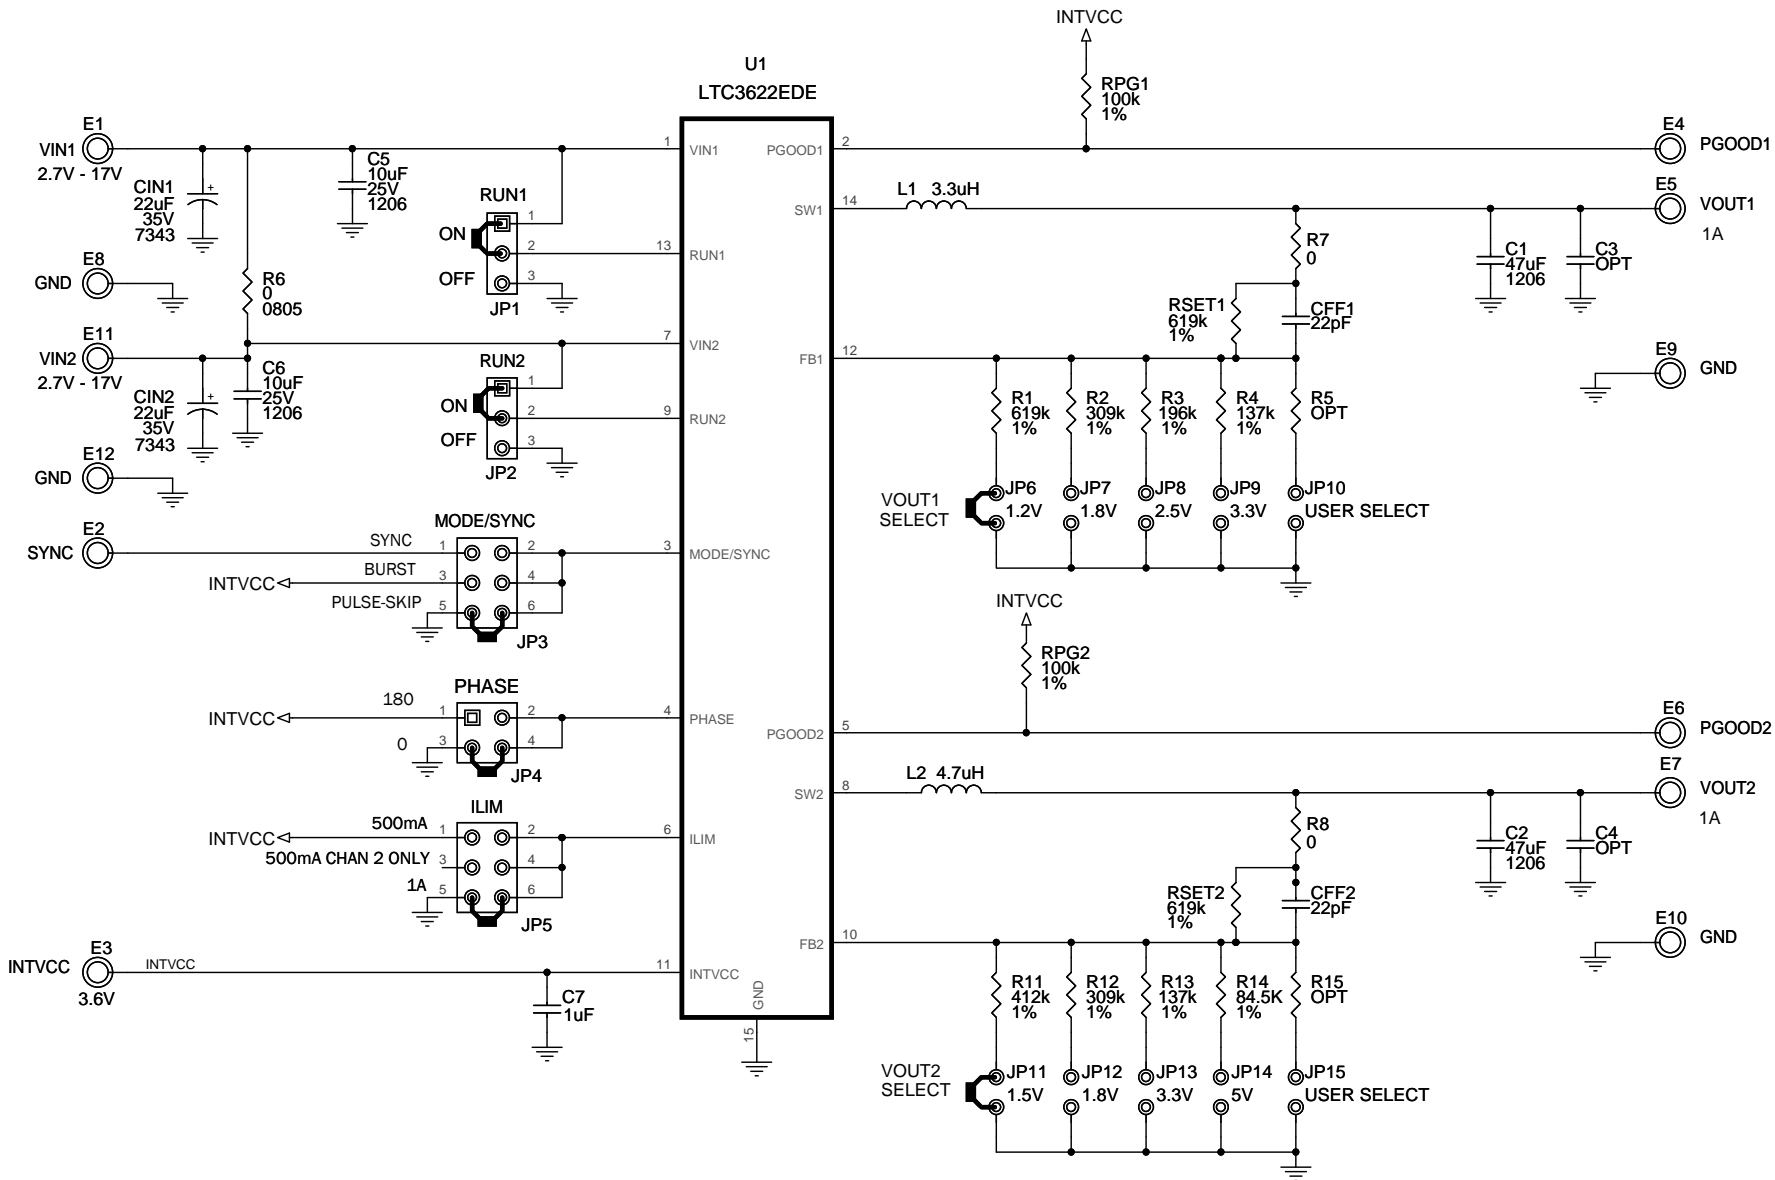 INTVCC
U1
LTC3622EDE
RPG1
100k
1%
E1
VIN1
2.7V - 17V
CIN1
22uF
35V
7343
C5
10uF
25V
1206
1
VIN1
PGOOD1
2
E4
PGOOD1
RUN1
ON
OFF
1
2
3
JP1
13
RUN1
SW1
14
L1 3.3uH
E5
VOUT1
1A
R7
0
C1
47uF
1206
C3
OPT
E8
GND
R6
0
0805
RSET1
619k
1%
CFF1
22pF
E11
VIN2
2.7V - 17V
CIN2
22uF
35V
7343
C6
10uF
25V
1206
7
VIN2
FB1
12
E9
GND
RUN2
ON
OFF
1
2
3
JP2
9
RUN2
R1
619k
1%
R2
309k
1%
R3
196k
1%
R4
137k
1%
R5
OPT
E12
GND
VOUT1
SELECT
JP6
1.2V
JP7
1.8V
JP8
2.5V
JP9
3.3V
JP10
USER SELECT
E2
SYNC
MODE/SYNC
SYNC
1
2
3
MODE/SYNC
INTVCC
BURST
3
4
PULSE-SKIP
5
6
JP3
INTVCC
RPG2
100k
1%
PHASE
INTVCC
180
1
2
4
PHASE
0
3
4
JP4
PGOOD2
5
E6
PGOOD2
SW2
8
L2 4.7uH
E7
VOUT2
1A
ILIM
INTVCC
500mA
1
2
6
ILIM
500mA CHAN 2 ONLY
3
4
1A
5
6
JP5
R8
0
C2
47uF
1206
C4
OPT
RSET2
619k
1%
CFF2
22pF
FB2
10
E10
GND
E3
INTVCC
3.6V
INTVCC
11
INTVCC
C7
1uF
GND
15
R11
412k
1%
R12
309k
1%
R13
137k
1%
R14
84.5K
1%
R15
OPT
VOUT2
SELECT
JP11
1.5V
JP12
1.8V
JP13
3.3V
JP14
5V
JP15
USER SELECT